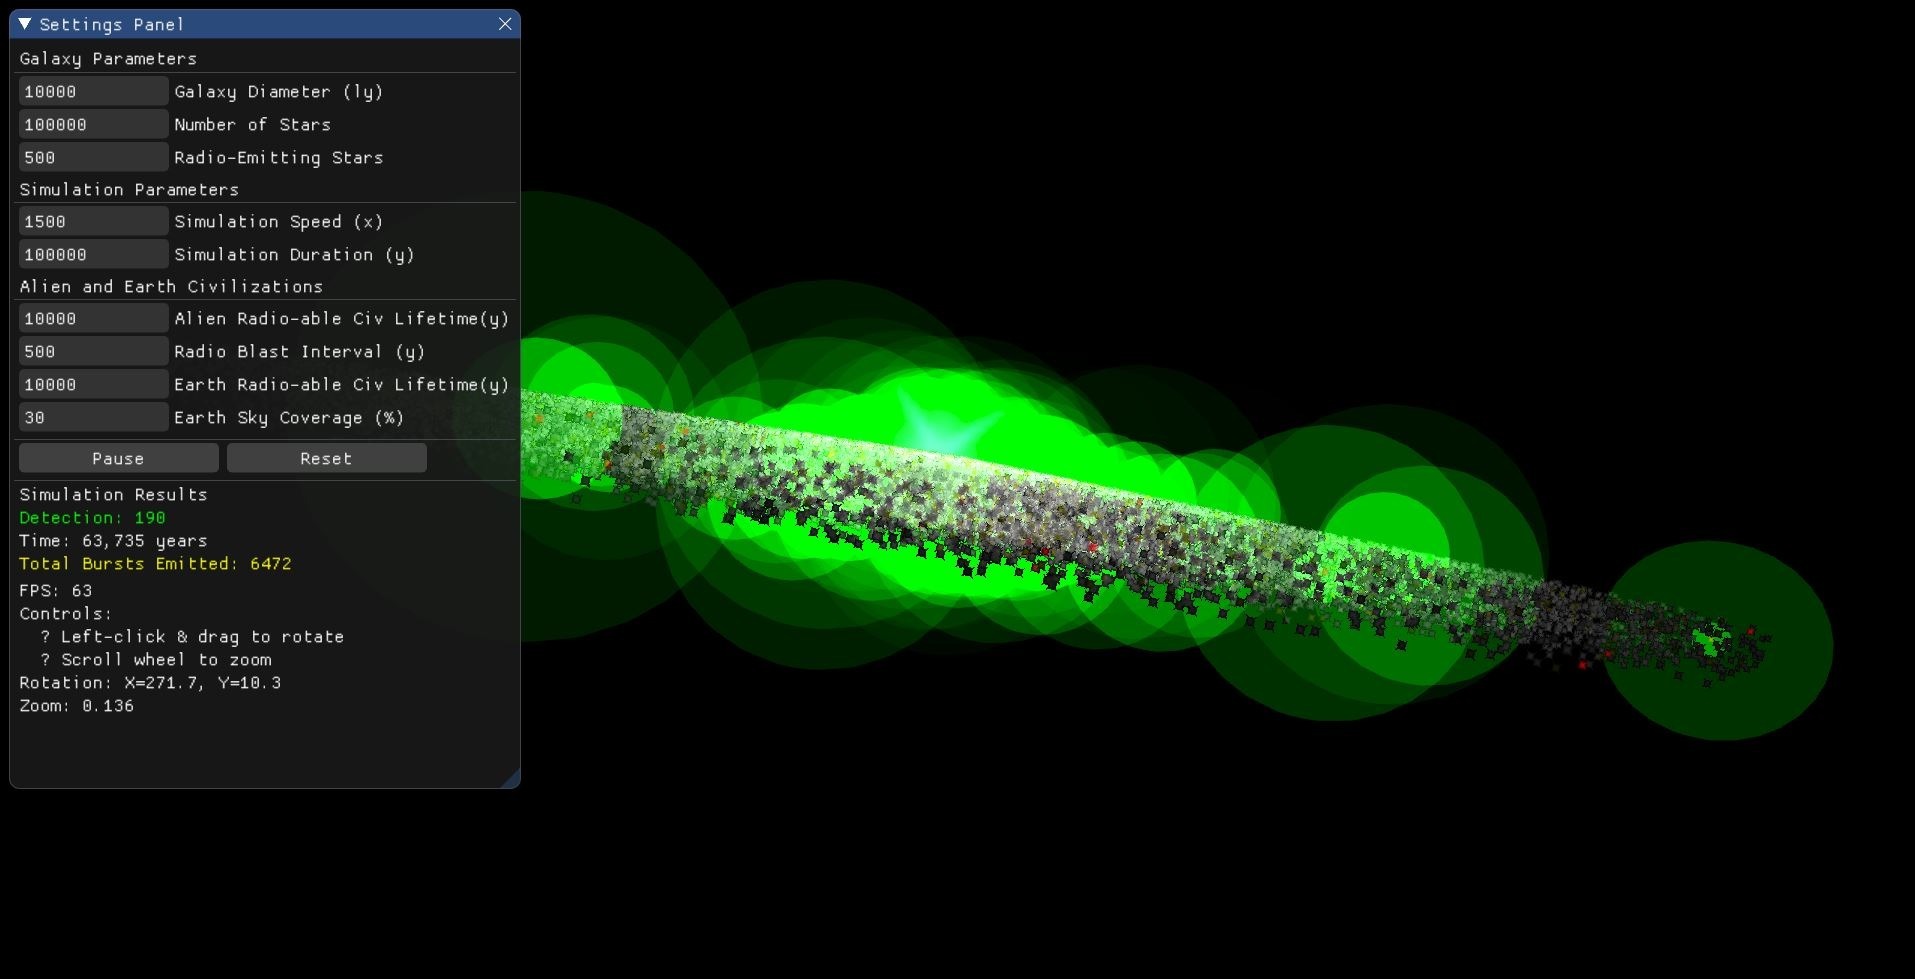 Settings Panel
Galaxy Parameters
10000 Galaxy Diameter (ly)
100000 Number of Stars
500 Radio-Emitting Stars
Simulation Parameters
1500 Simulation Speed (x)
100000 Simulation Duration (y)
Alien and Earth Civilizations
10000 Alien Radio-able Civ Lifetime(y)
500 Radio Blast Interval (y)
10000 Earth Radio-able Civ Lifetime(y)
30 Earth Sky Coverage (%)
Pause Reset
Simulation Results
Detection: 190
Time: 63,735 years
Total Bursts Emitted: 6472
FPS: 63
Controls:
? Left-click & drag to rotate
? Scroll wheel to zoom
Rotation: X=271.7, Y=10.3
Zoom: 0.136